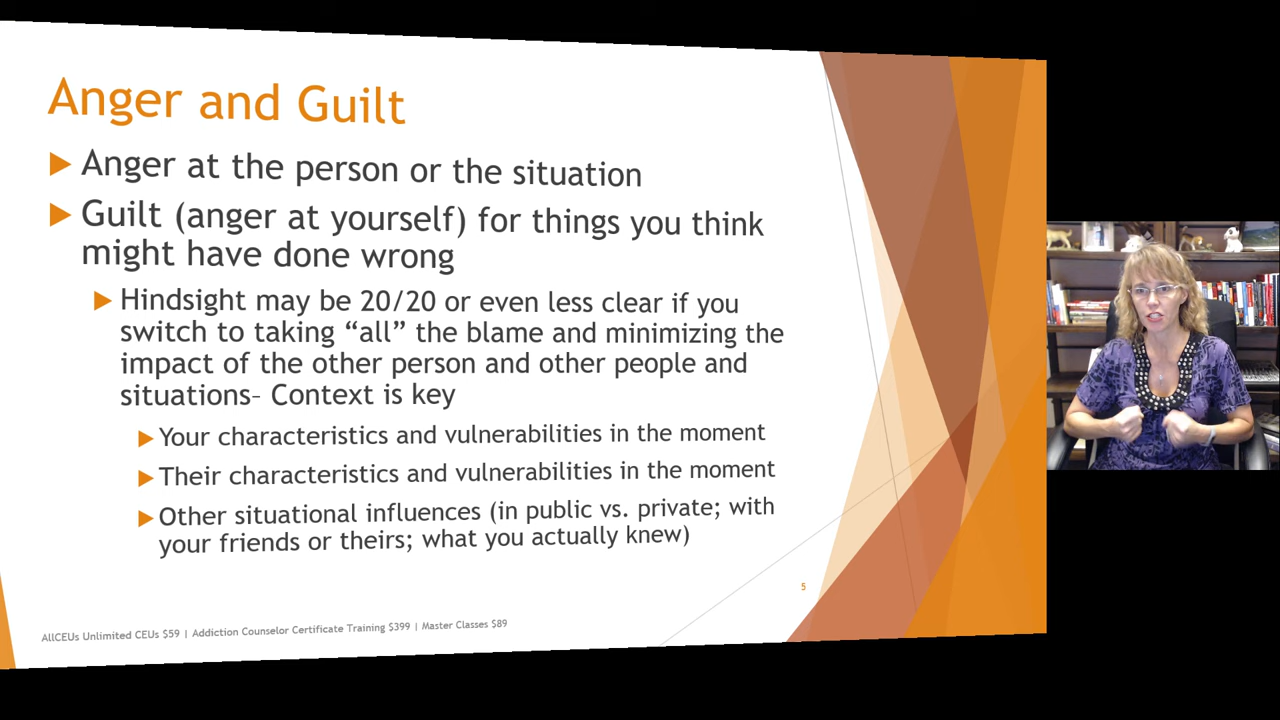 Anger and Guilt
Anger at the person or the situation
Guilt (anger at yourself) for things you think
might have done wrong
Hindsight may be 20/20 or even less clear if you
switch to taking “all” the blame and minimizing the
impact of the other person and other people and
situations– Context is key
Your characteristics and vulnerabilities in the moment
Their characteristics and vulnerabilities in the moment
Other situational influences (in public vs. private; with
your friends or theirs; what you actually knew)
5
AllCEUs Unlimited CEUs $59 | Addiction Counselor Certificate Training $399 | Master Classes $89